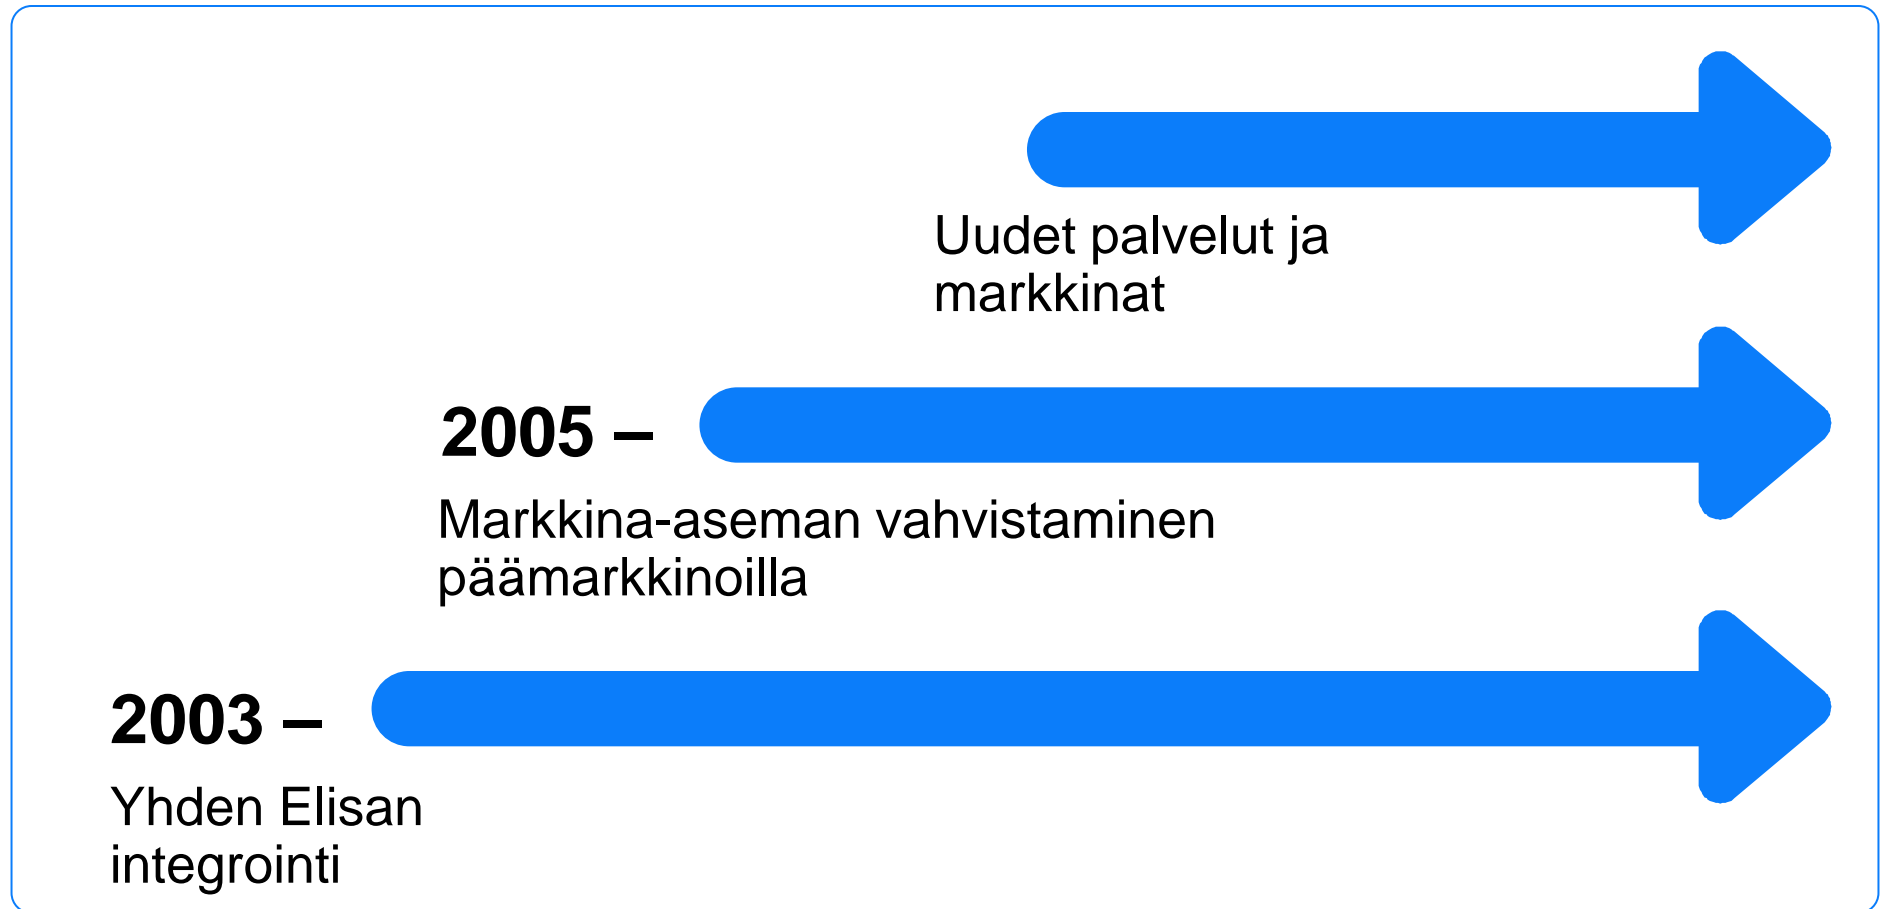 Uudet palvelut ja
markkinat
2005 –
Markkina-aseman vahvistaminen
päämarkkinoilla
2003 –
Yhden Elisan
integrointi